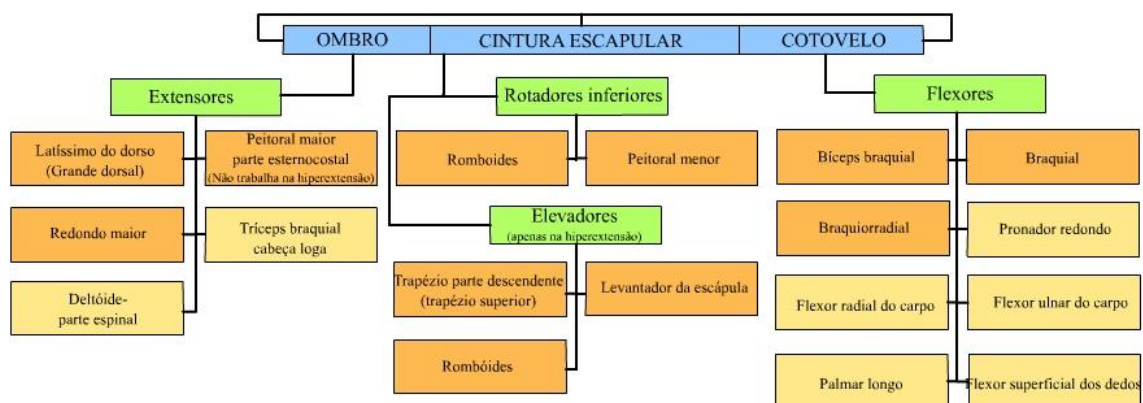 OMBRO
CINTURA ESCAPULAR
COTOVELO
Extensores
Latíssimo do dorso
(Grande dorsal)
Peitoral maior
parte esternocostal
(Não trabalha na hiperextensão)
Redondo maior
Tríceps braquial
cabeça loga
Deltóide-
parte espinal
Rotadores inferiores
Romboides
Peitoral menor
Elevadores
(apenas na hiperextensão)
Trapézio parte descendente
(trapézio superior)
Levantador da escápula
Rombóides
Flexores
Bíceps braquial
Braquial
Braquiorradial
Pronador redondo
Flexor radial do carpo
Flexor ulnar do carpo
Palmar longo
Flexor superficial dos dedos